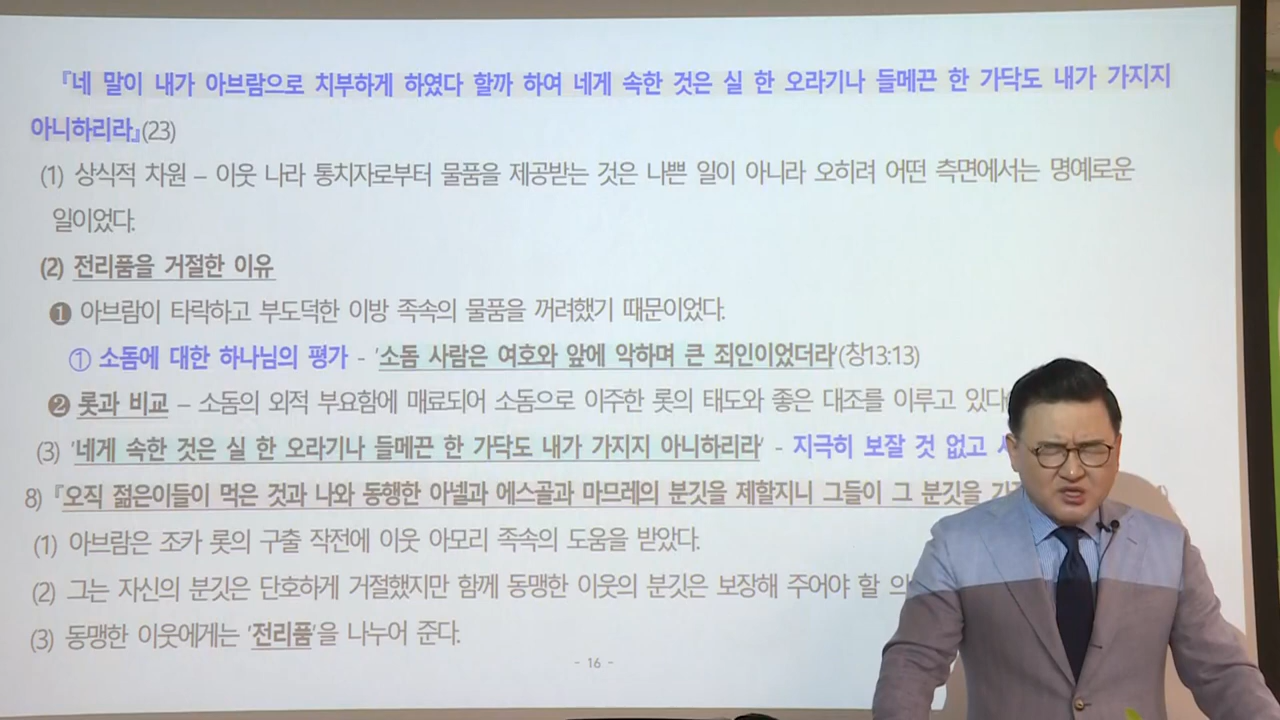 『네 말이 내가 아브람으로 치부하게 하였다 할까 하여 네게 속한 것은 실 한 오라기나 들메끈 한 가닥도 내가 가지지
아니하리라』(23)
(1) 상식적 차원 – 이웃 나라 통치자로부터 물품을 제공받는 것은 나쁜 일이 아니라 오히려 어떤 측면에서는 명예로운
일이었다.
(2) 전리품을 거절한 이유
❶ 아브람이 타락하고 부도덕한 이방 족속의 물품을 꺼려했기 때문이었다.
① 소돔에 대한 하나님의 평가 - '소돔 사람은 여호와 앞에 악하며 큰 죄인이었더라'(창13:13)
❷ 롯과 비교 – 소돔의 외적 부요함에 매료되어 소돔으로 이주한 롯의 태도와 좋은 대조를 이루고 있다
(3) '네게 속한 것은 실 한 오라기나 들메끈 한 가닥도 내가 가지지 아니하리라' - 지극히 보잘 것 없고
8) 『오직 젊은이들이 먹은 것과 나와 동행한 아넬과 에스골과 마므레의 분깃을 제할지니 그들이 그 분깃을
(1) 아브람은 조카 롯의 구출 작전에 이웃 아모리 족속의 도움을 받았다.
(2) 그는 자신의 분깃은 단호하게 거절했지만 함께 동맹한 이웃의 분깃은 보장해 주어야 할
(3) 동맹한 이웃에게는 '전리품'을 나누어 준다.
- 16 -